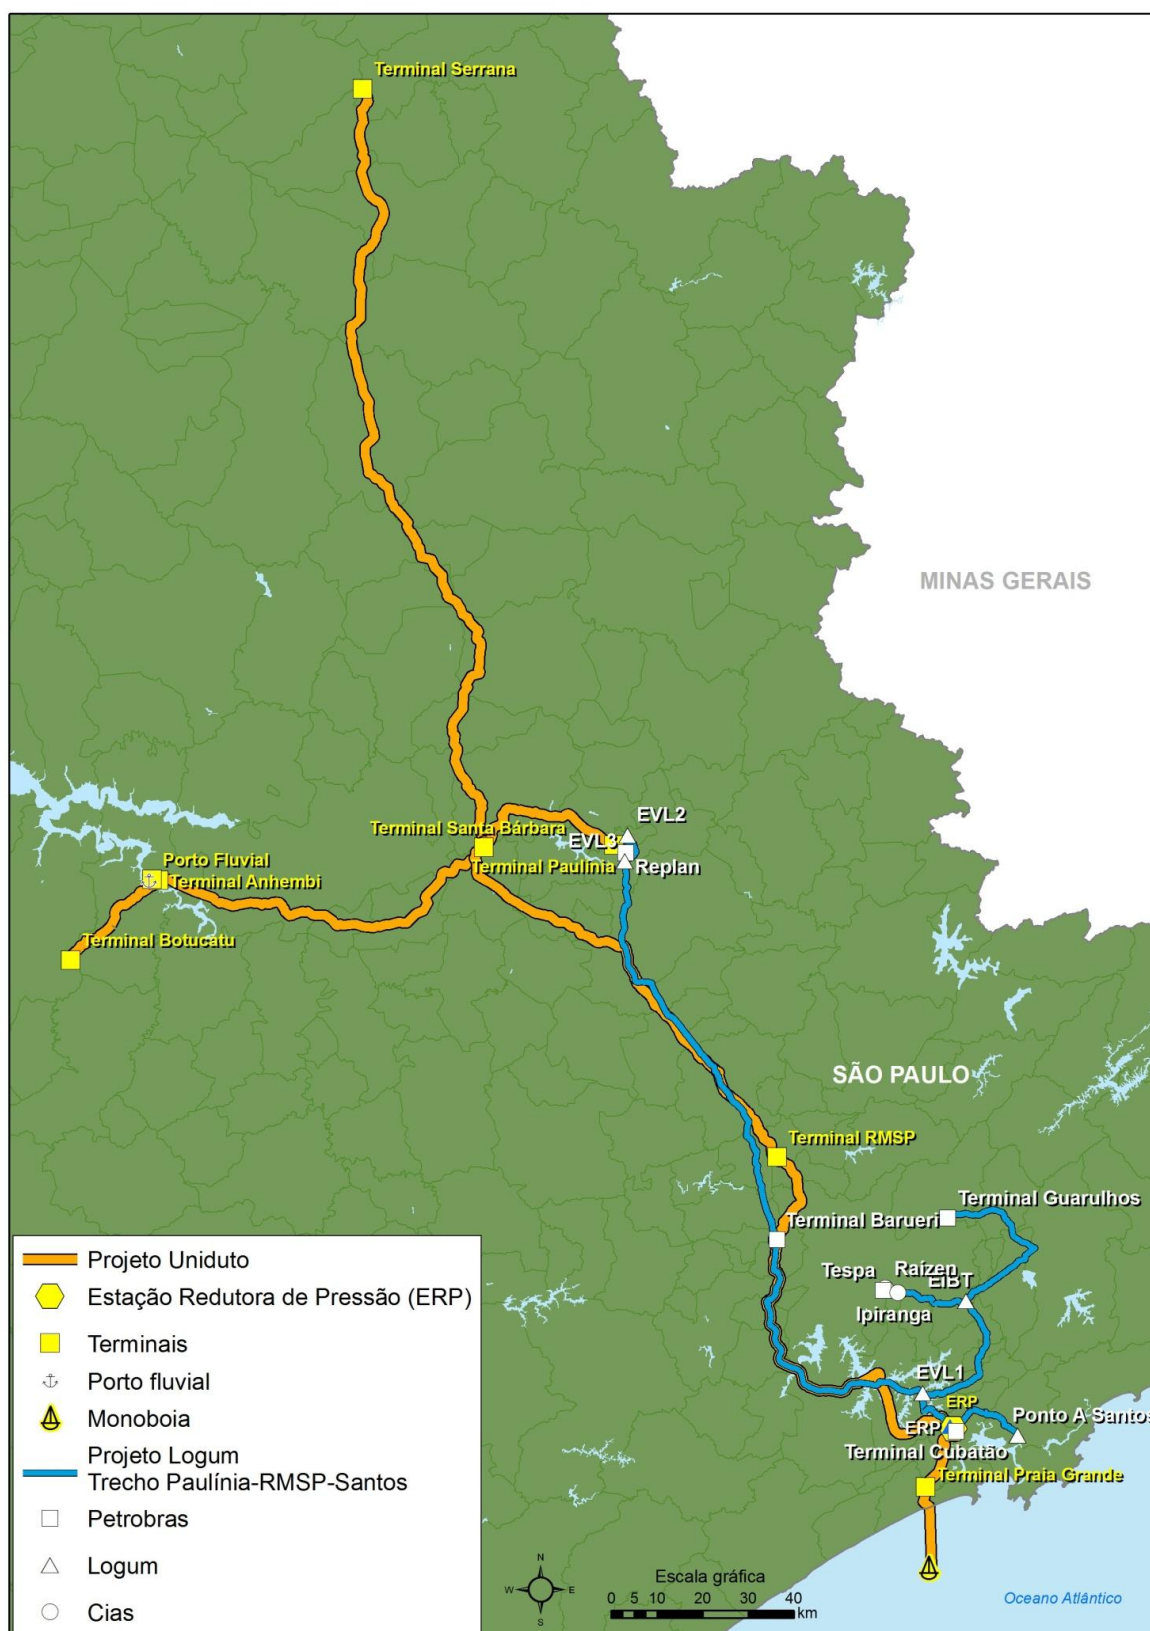 Terminal Serrana
MINAS GERAIS
EVL2
Terminal Santa Bárbara
EVL3
Porto Fluvial
Terminal Paulínia
Replan
Terminal Anhembi
Terminal Botucatu
SÃO PAULO
Terminal RMSP
Terminal Guarulhos
Terminal Barueri
Tespa
Raízen
EIBT
Ipiranga
EVL1
ERP
Ponto A Santos
ERP
Terminal Cubatão
Terminal Praia Grande
Projeto Uniduto
Estação Redutora de Pressão (ERP)
Terminais
Porto fluvial
Monoboia
Projeto Logum
Trecho Paulínia-RMSP-Santos
Petrobras
Logum
Cias
N
W E
S
Escala gráfica
0 5 10 20 30 40
km
Oceano Atlântico